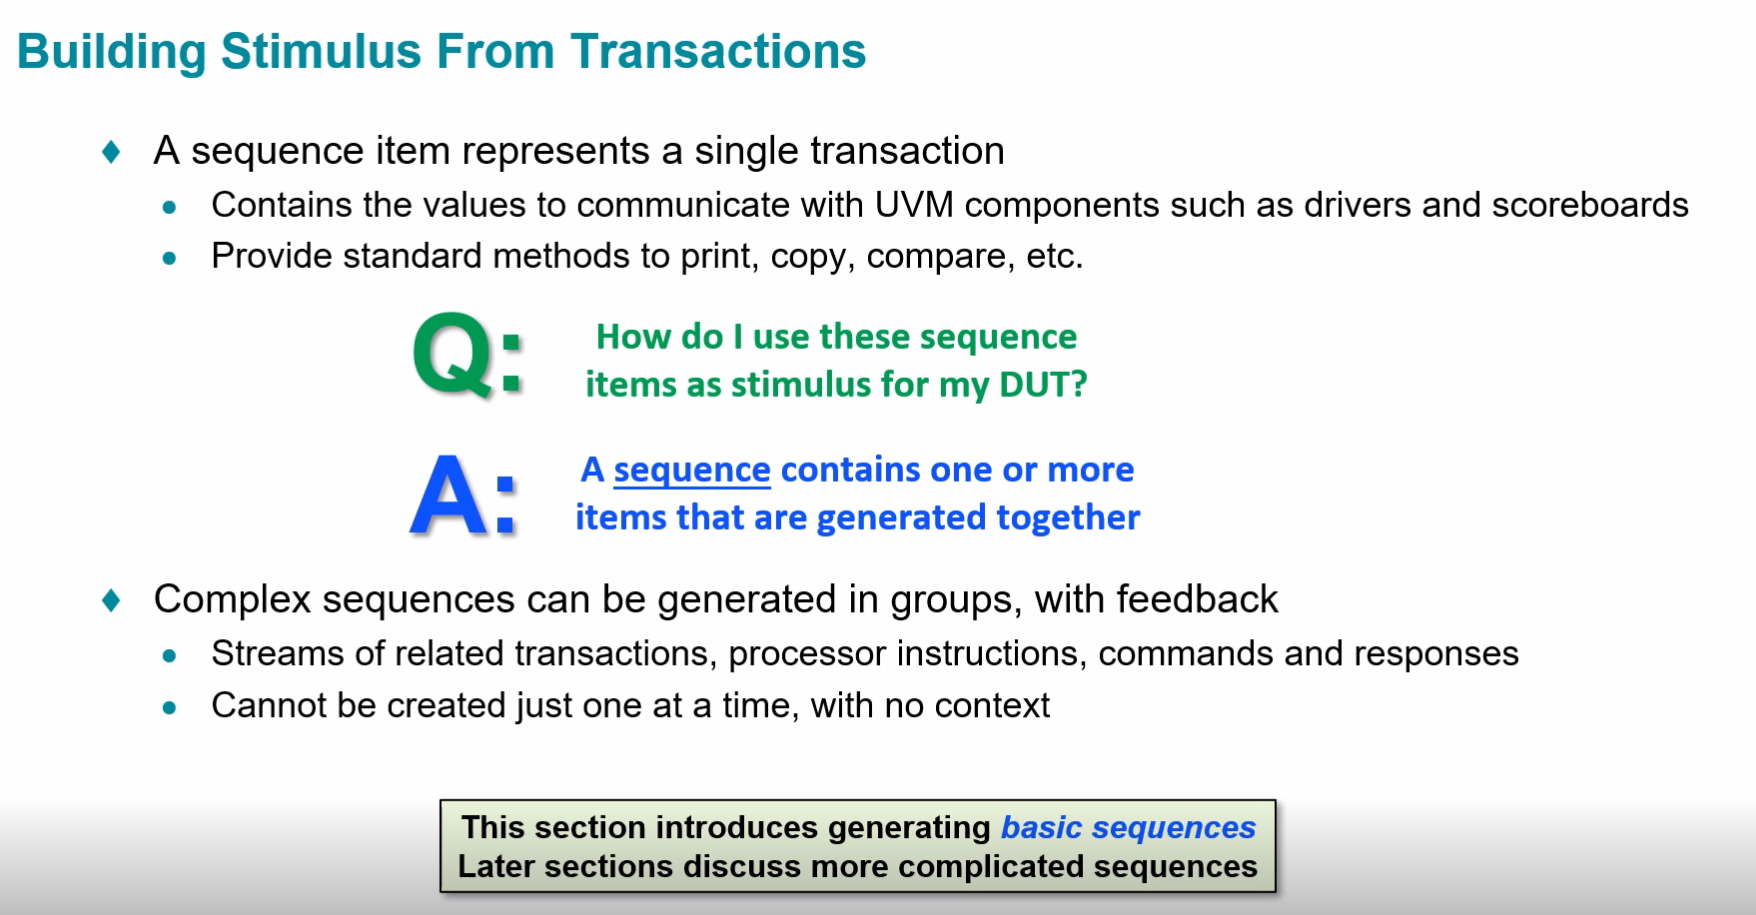 Building Stimulus From Transactions
♦ A sequence item represents a single transaction
• Contains the values to communicate with UVM components such as drivers and scoreboards
• Provide standard methods to print, copy, compare, etc.
Q: How do I use these sequence
items as stimulus for my DUT?
A: A sequence contains one or more
items that are generated together
♦ Complex sequences can be generated in groups, with feedback
• Streams of related transactions, processor instructions, commands and responses
• Cannot be created just one at a time, with no context
This section introduces generating basic sequences
Later sections discuss more complicated sequences